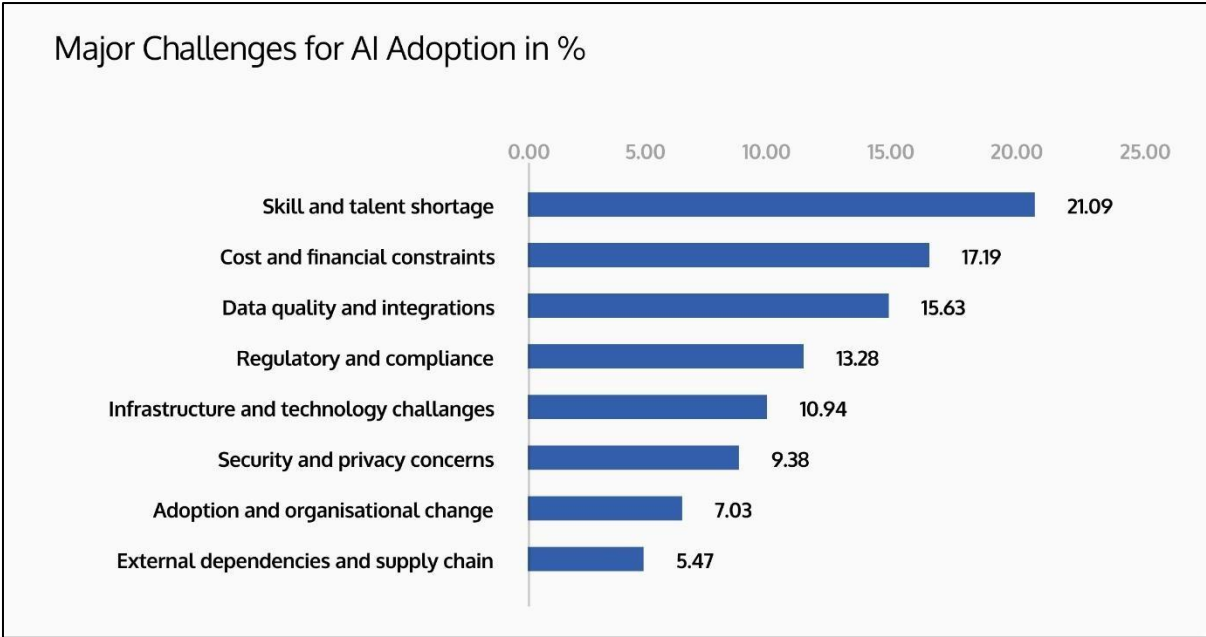 Major Challenges for AI Adoption in %
0.00 5.00 10.00 15.00 20.00 25.00
Skill and talent shortage 21.09
Cost and financial constraints 17.19
Data quality and integrations 15.63
Regulatory and compliance 13.28
Infrastructure and technology challanges 10.94
Security and privacy concerns 9.38
Adoption and organisational change 7.03
External dependencies and supply chain 5.47